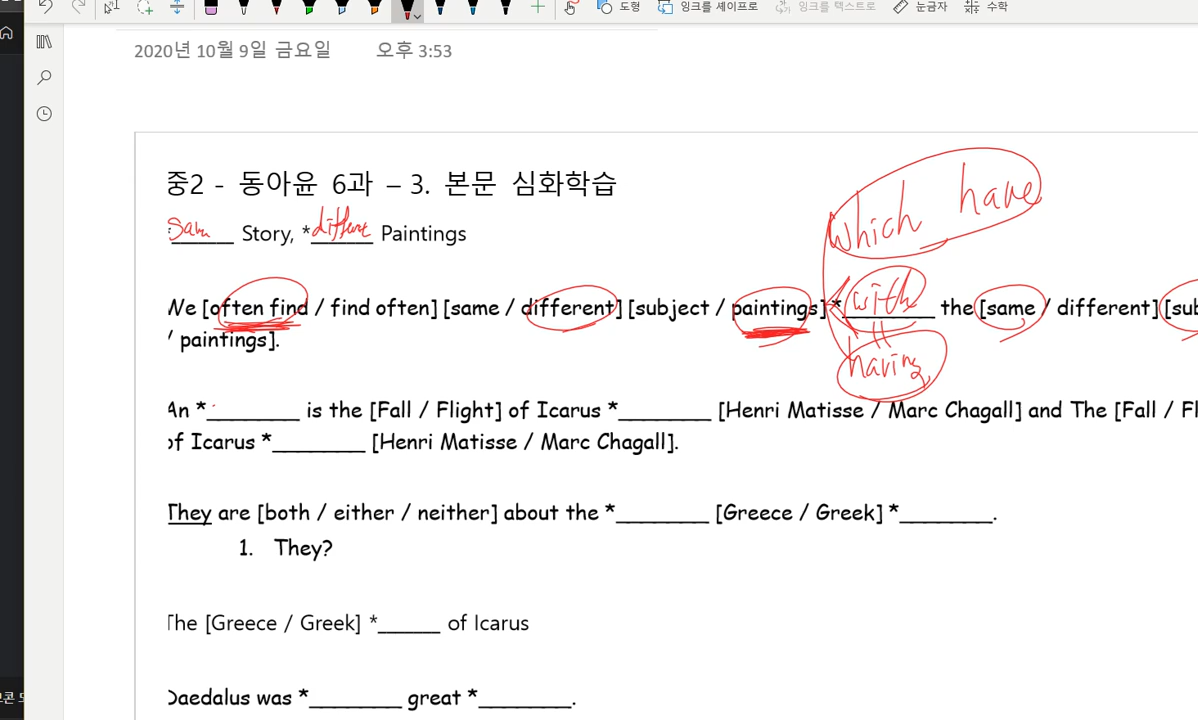 도형 잉크를 셰이프로 잉크를 텍스트로 눈금자 수학
2020년 10월 9일 금요일 오후 3:53
중2 - 동아윤 6과 – 3. 본문 심화학습
*______ Story, *different Paintings
which have
We [often find / find often] [same / different] [subject / paintings] *with the [same / different] [sub
/ paintings].
having
An *________ is the [Fall / Flight] of Icarus *________ [Henri Matisse / Marc Chagall] and The [Fall / Fl
of Icarus *________ [Henri Matisse / Marc Chagall].
They are [both / either / neither] about the *________ [Greece / Greek] *________.
1. They?
The [Greece / Greek] *______ of Icarus
Daedalus was *________ great *________.